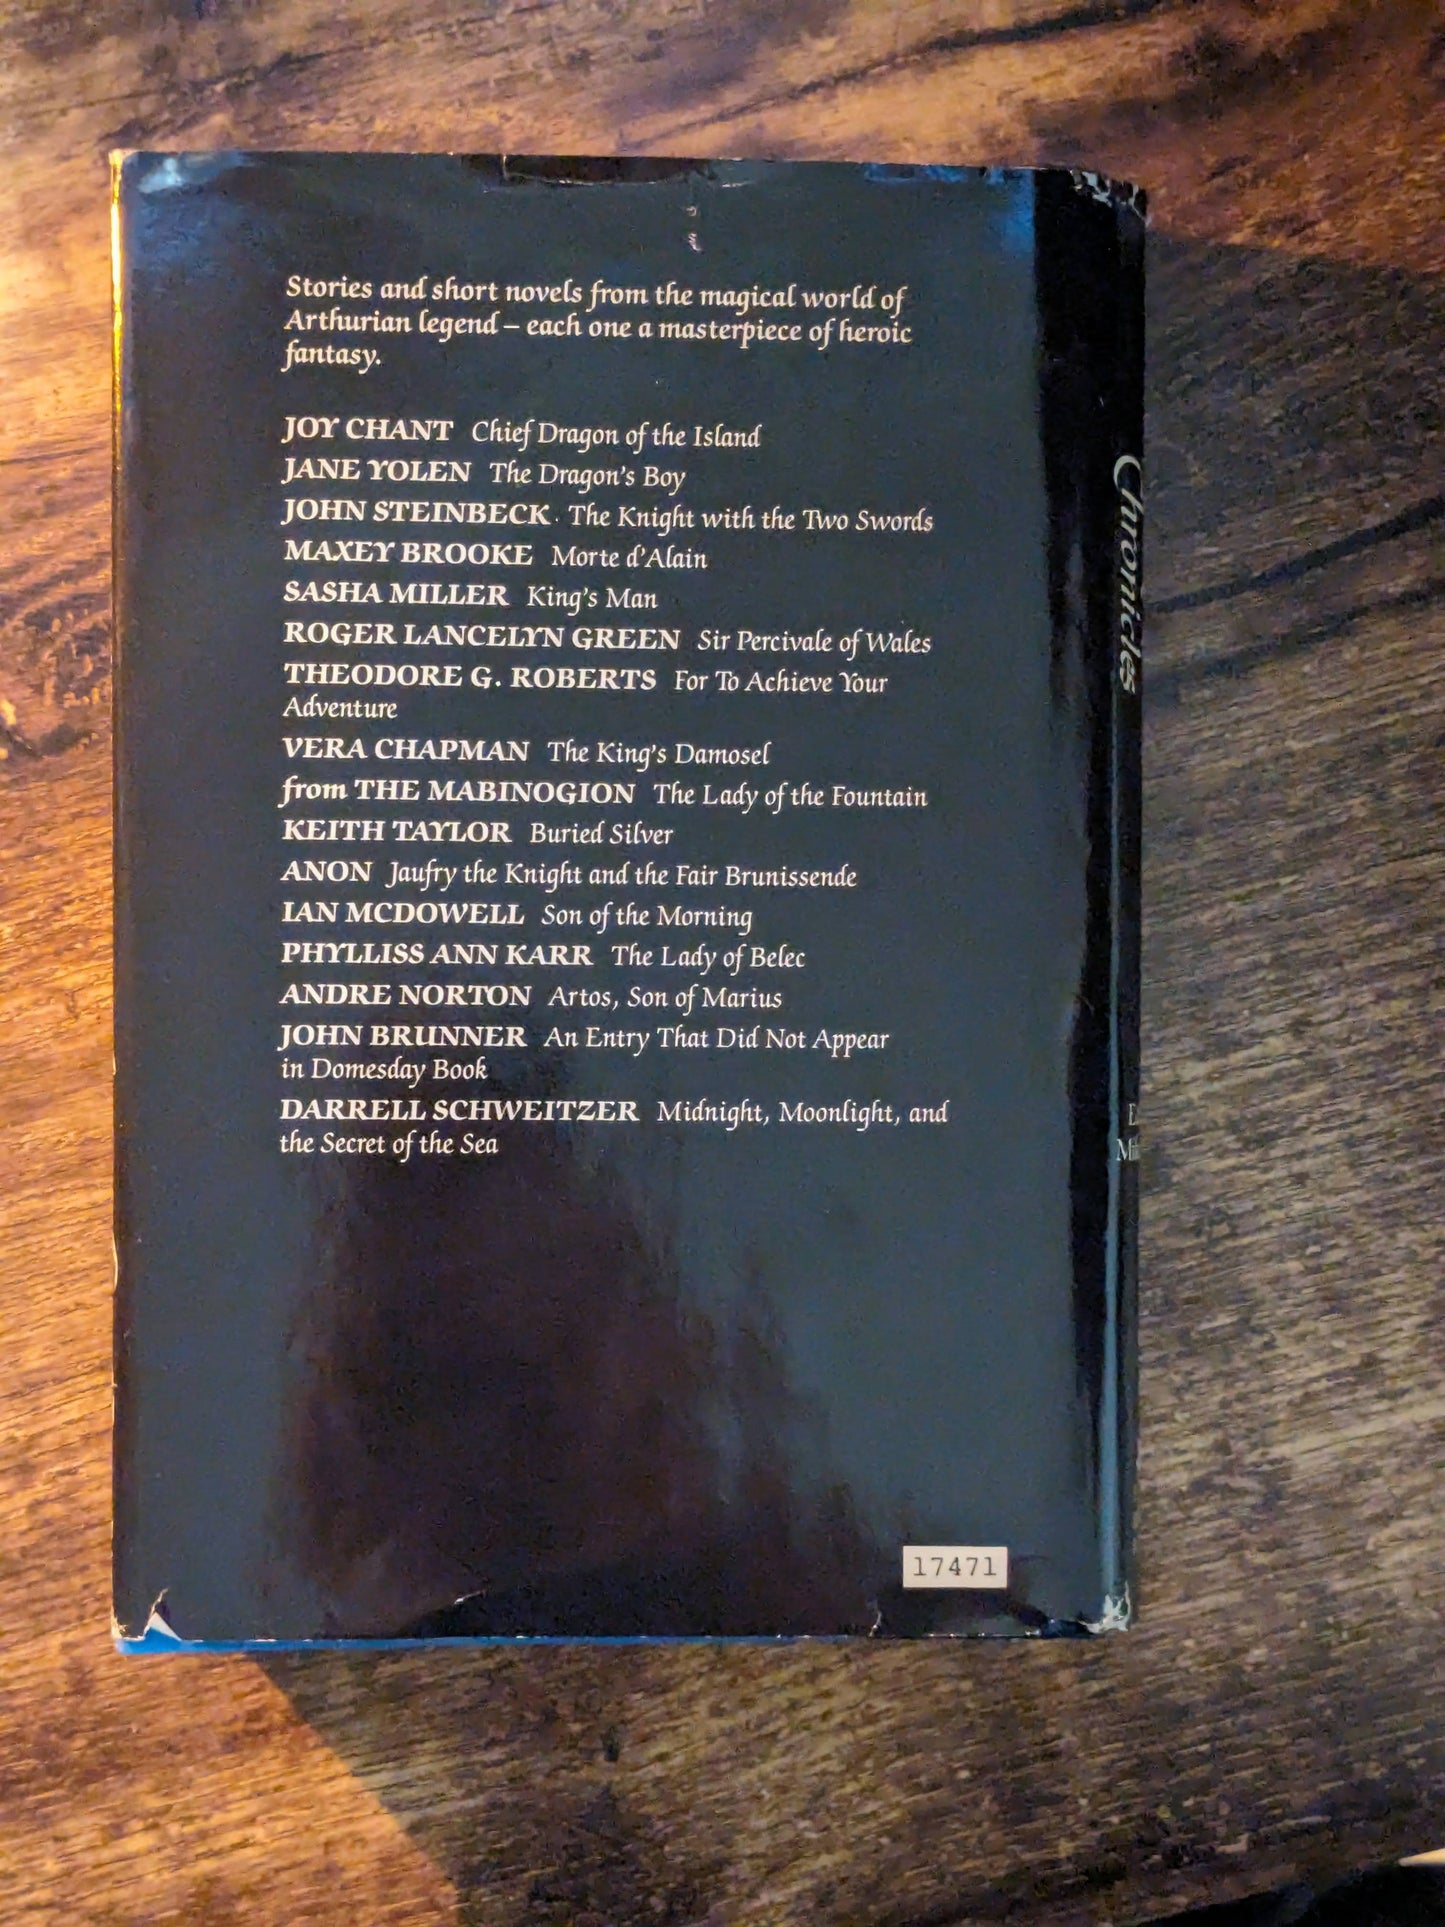 Stories and short novels from the magical world of
Arthurian legend – each one a masterpiece of heroic
fantasy.
JOY CHANT Chief Dragon of the Island
JANE YOLEN The Dragon's Boy
JOHN STEINBECK The Knight with the Two Swords
MAXEY BROOKE Morte d'Alain
SASHA MILLER King's Man
ROGER LANCELYN GREEN Sir Percivale of Wales
THEODORE G. ROBERTS For To Achieve Your
Adventure
VERA CHAPMAN The King's Damosel
from THE MABINOGION The Lady of the Fountain
KEITH TAYLOR Buried Silver
ANON Jaufry the Knight and the Fair Brunissende
IAN MCDOWELL Son of the Morning
PHYLLISS ANN KARR The Lady of Belec
ANDRE NORTON Artos, Son of Marius
JOHN BRUNNER An Entry That Did Not Appear
in Domesday Book
DARRELL SCHWEITZER Midnight, Moonlight, and
the Secret of the Sea
17471
Chronicles